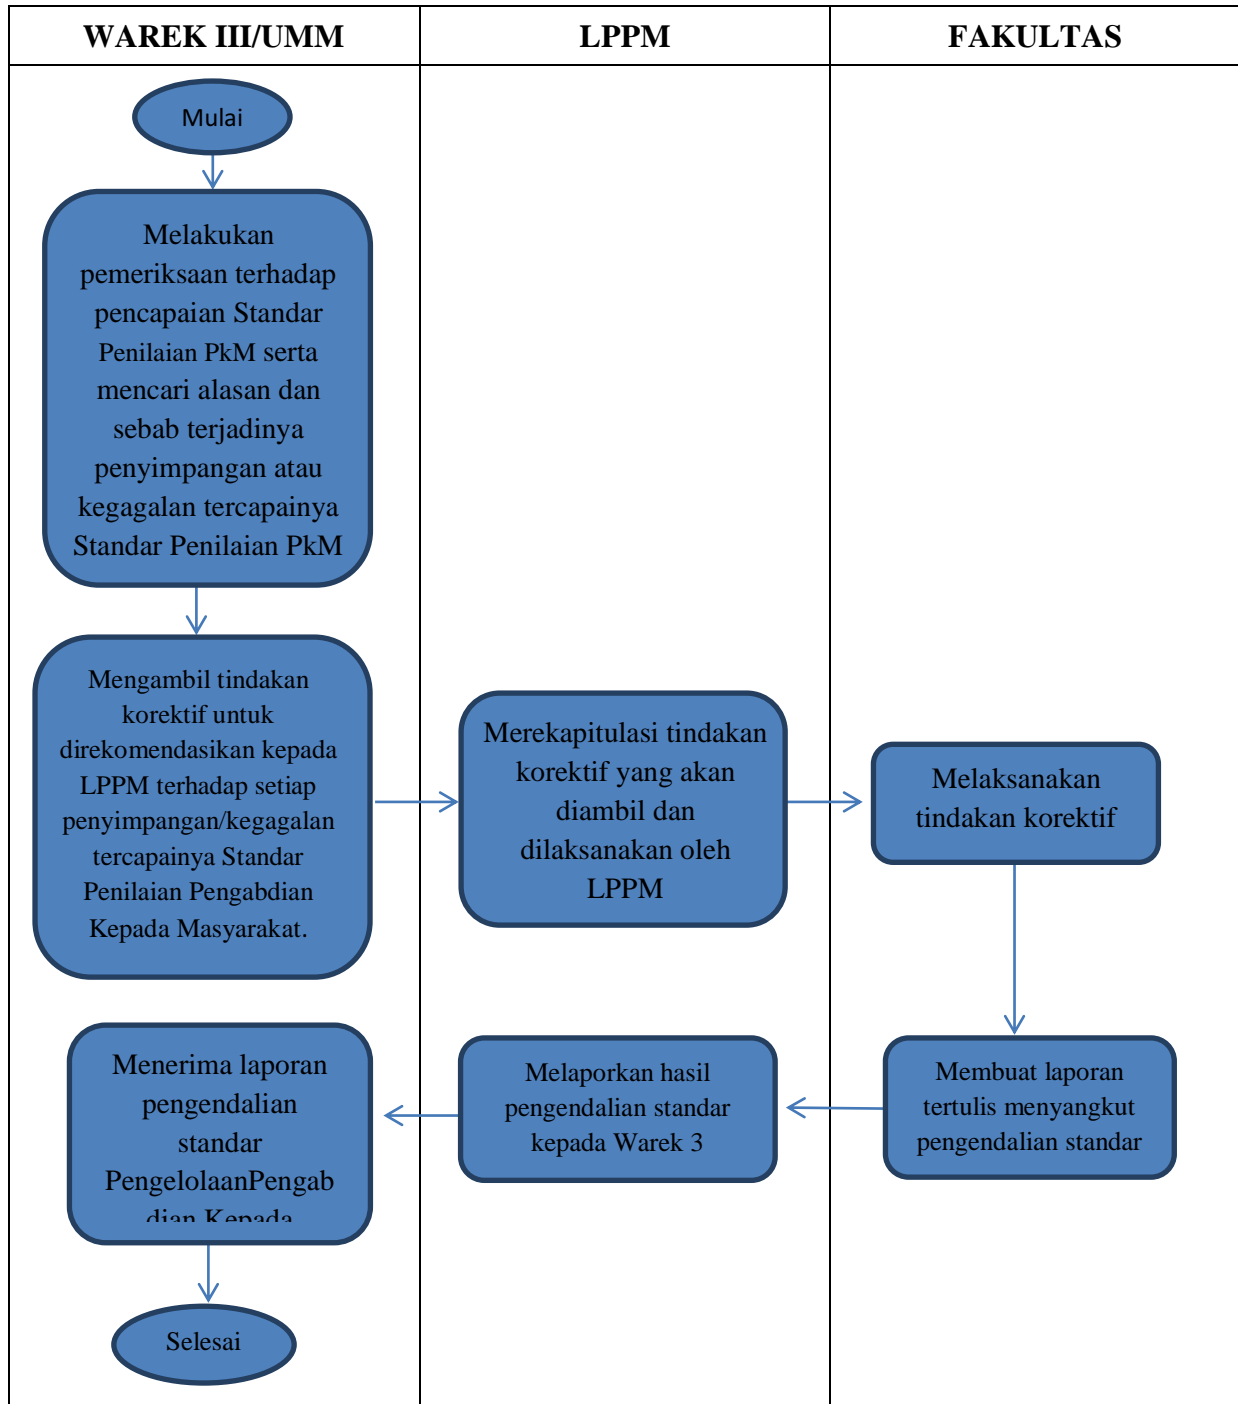 WAREK III/UMM
LPPM
FAKULTAS
Mulai
Melakukan
pemeriksaan terhadap
pencapaian Standar
Penilaian PkM serta
mencari alasan dan
sebab terjadinya
penyimpangan atau
kegagalan tercapainya
Standar Penilaian PkM
Mengambil tindakan
korektif untuk
direkomendasikan kepada
LPPM terhadap setiap
penyimpangan/kegagalan
tercapainya Standar
Penilaian Pengabdian
Kepada Masyarakat.
Merekapitulasi tindakan
korektif yang akan
diambil dan
dilaksanakan oleh
LPPM
Melaksanakan
tindakan korektif
Membuat laporan
tertulis menyangkut
pengendalian standar
Melaporkan hasil
pengendalian standar
kepada Warek 3
Menerima laporan
pengendalian
standar
PengelolaanPengab
dian Kepada
Selesai